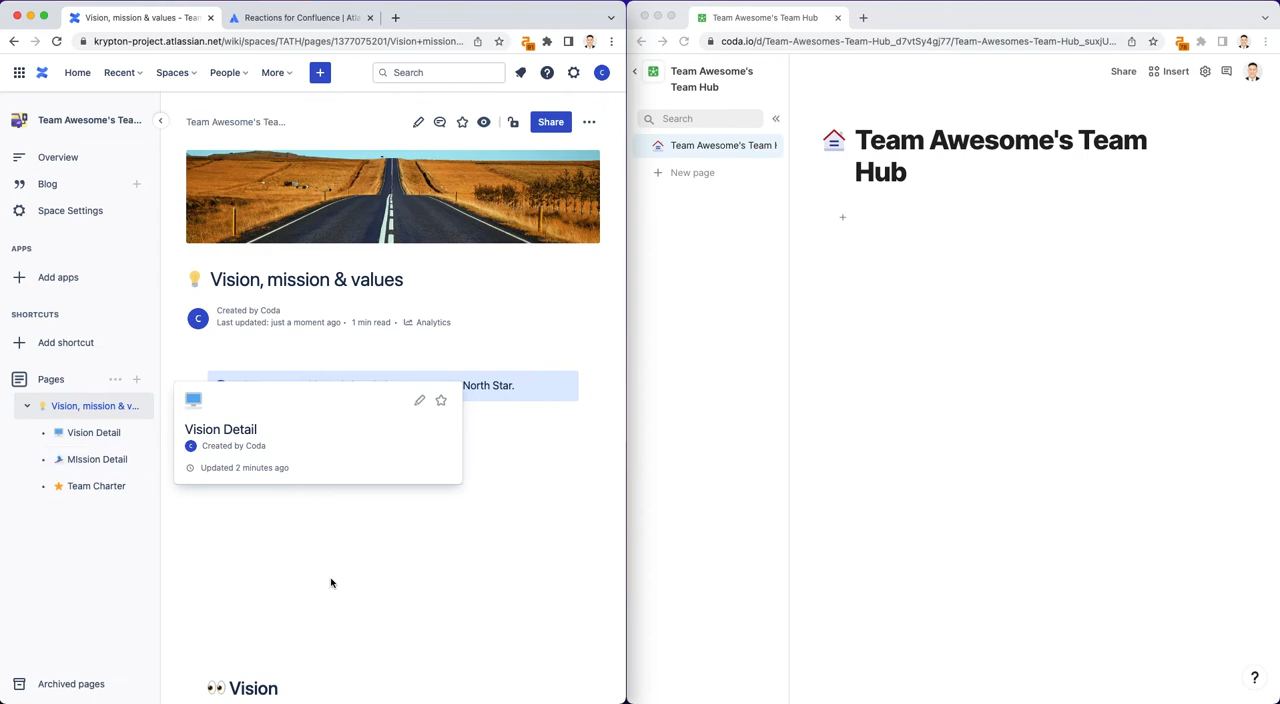 Vision, mission & values - Tean
Reactions for Confluence | Atla
krypton-project.atlassian.net/wiki/spaces/TATH/pages/1377075201/Vision+mission...
Home
Recent
Spaces
People
More
Search
C
Team Awesome's Tea...
Overview
Blog
Space Settings
APPS
Add apps
SHORTCUTS
Add shortcut
Pages
Vision, mission & v...
Vision Detail
MIssion Detail
Team Charter
Archived pages
Team Awesome's Tea...
Share
Vision, mission & values
C
Created by Coda
Last updated: just a moment ago • 1 min read • Analytics
North Star.
Vision Detail
C Created by Coda
Updated 2 minutes ago
Vision
Team Awesome's Team Hub
coda.io/d/Team-Awesomes-Team-Hub_d7vtSy4gj77/Team-Awesomes-Team-Hub_suxjU...
Team Awesome's
Team Hub
Share
Insert
Search
Team Awesome's Team H
New page
Team Awesome's Team
Hub
?